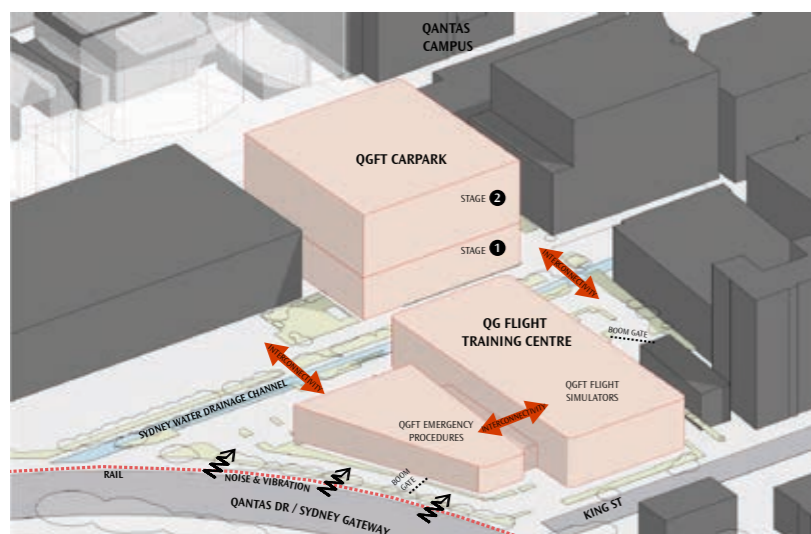 QANTAS
CAMPUS
QGFT CARPARK
STAGE 2
STAGE 1
INTERCONNECTIVITY
QG FLIGHT
TRAINING CENTRE
BOOM GATE
INTERCONNECTIVITY
QGFT FLIGHT
SIMULATORS
SYDNEY WATER DRAINAGE CHANNEL
INTERCONNECTIVITY
QGFT EMERGENCY
PROCEDURES
RAIL
NOISE & VIBRATION
BOOM
GATE
QANTAS DR / SYDNEY GATEWAY
KING ST